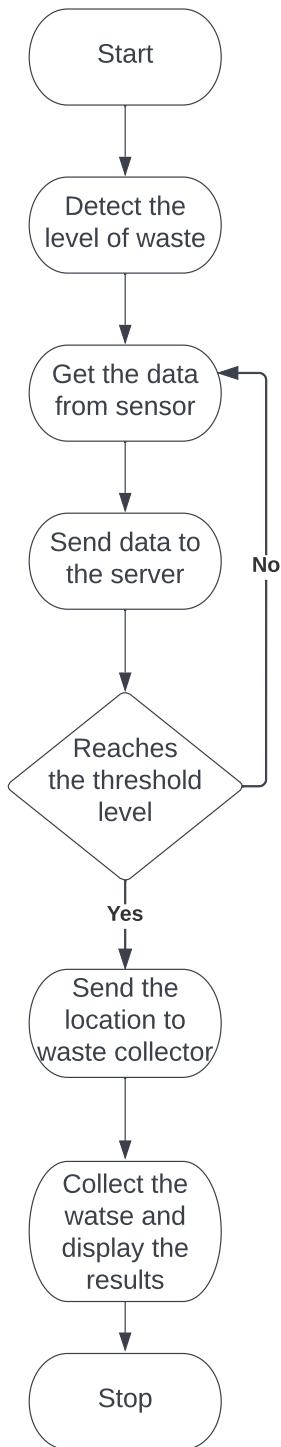 Start
Detect the
level of waste
Get the data
from sensor
Send data to
the server
No
Reaches
the threshold
level
Yes
Send the
location to
waste collector
Collect the
watse and
display the
results
Stop